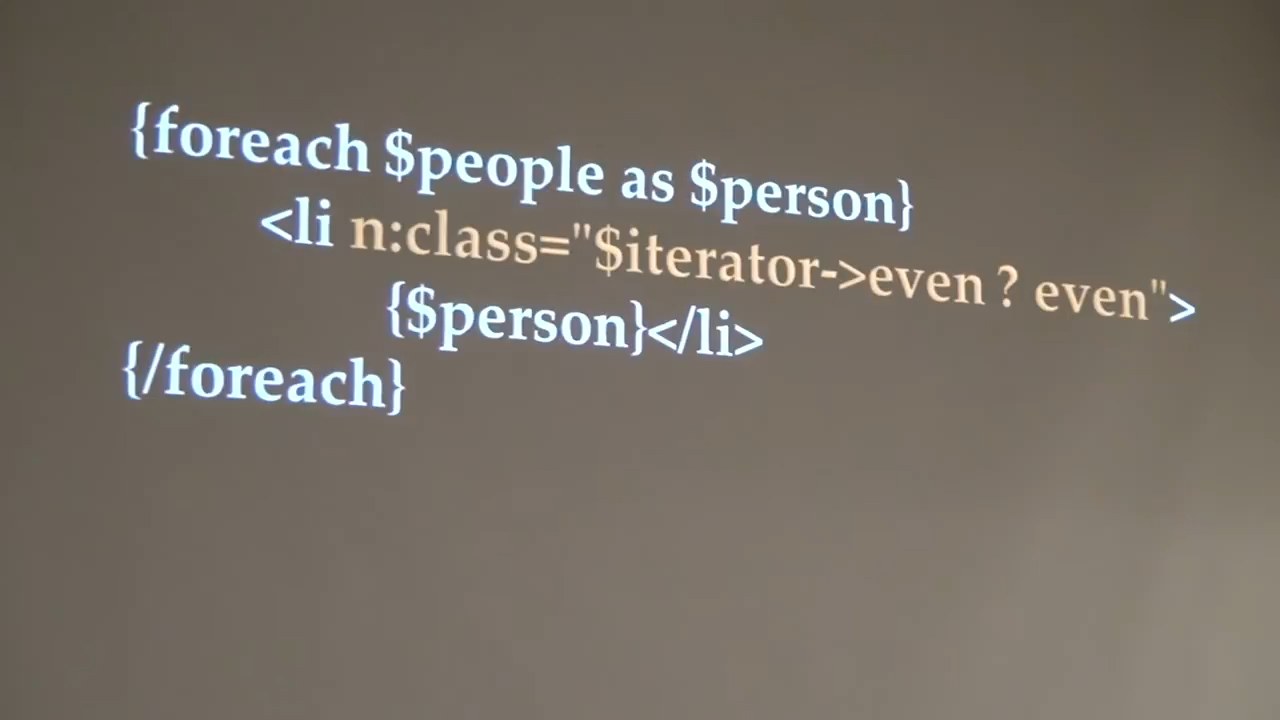 {foreach $people as $person}
<li n:class="$iterator->even ? even">
{$person}</li>
{/foreach}